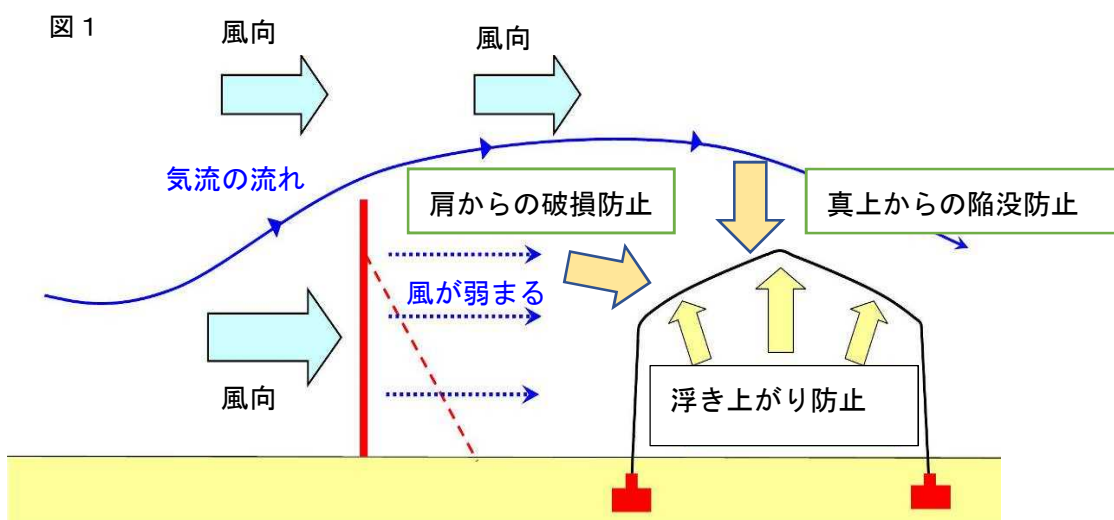 図1
風向
風向
気流の流れ
肩からの破損防止
真上からの陥没防止
風が弱まる
風向
浮き上がり防止